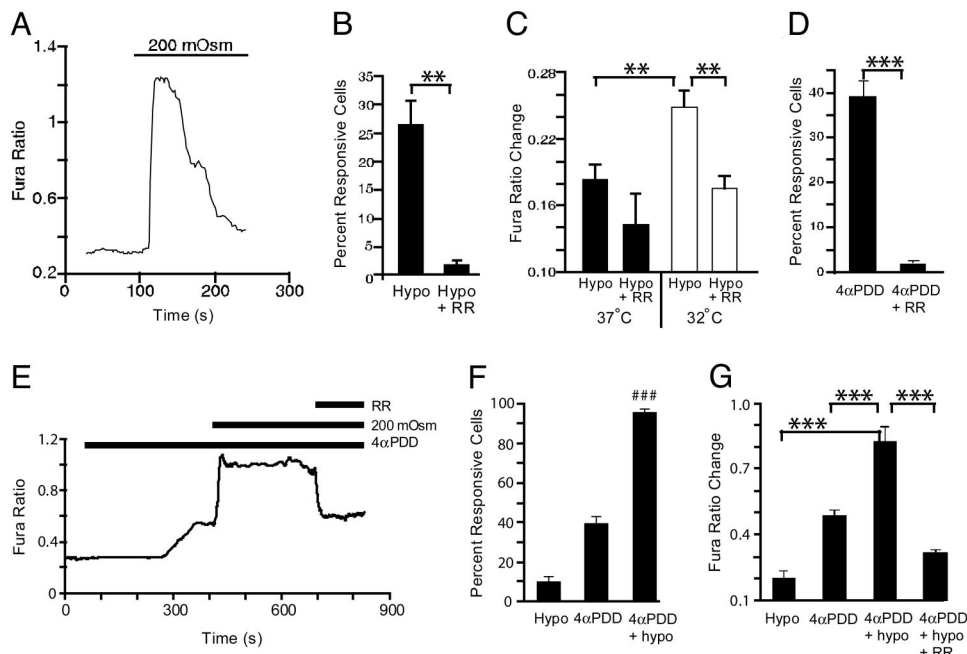 A
200 mOsm
1.4
1
0.6
0.2
Fura Ratio
0
100
200
300
Time (s)
B
Percent Responsive Cells
35
30
25
20
15
10
5
0
**
Hypo
Hypo
+ RR
C
Fura Ratio Change
0.28
0.22
0.16
0.10
**
**
Hypo
Hypo
+ RR
Hypo
Hypo
+ RR
37°C
32°C
D
Percent Responsive Cells
40
30
20
10
0
***
4αPDD
4αPDD
+ RR
E
RR
200 mOsm
4αPDD
Fura Ratio
1.2
0.8
0.4
0
0
300
600
900
Time (s)
F
Percent Responsive Cells
100
80
60
40
20
0
###
Hypo
4αPDD
4αPDD
+ hypo
G
Fura Ratio Change
1.0
0.7
0.4
0.1
***
***
***
Hypo
4αPDD
4αPDD
+ hypo
4αPDD
+ hypo
+ RR